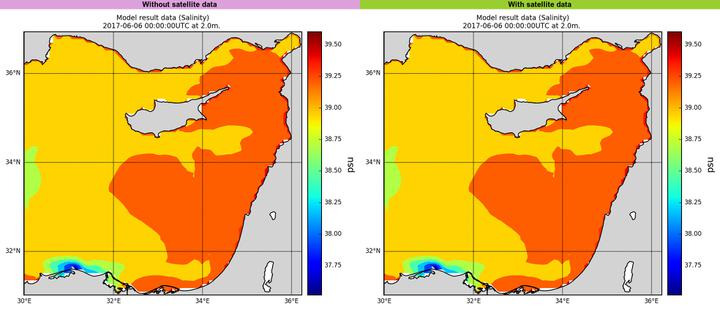 Without satellite data
With satellite data
Model result data (Salinity)
2017-06-06 00:00:00UTC at 2.0m.
36°N
34°N
32°N
30°E
32°E
34°E
36°E
39.50
39.25
39.00
38.75
38.50
38.25
38.00
37.75
psu
Model result data (Salinity)
2017-06-06 00:00:00UTC at 2.0m.
36°N
34°N
32°N
30°E
32°E
34°E
36°E
39.50
39.25
39.00
38.75
38.50
38.25
38.00
37.75
psu